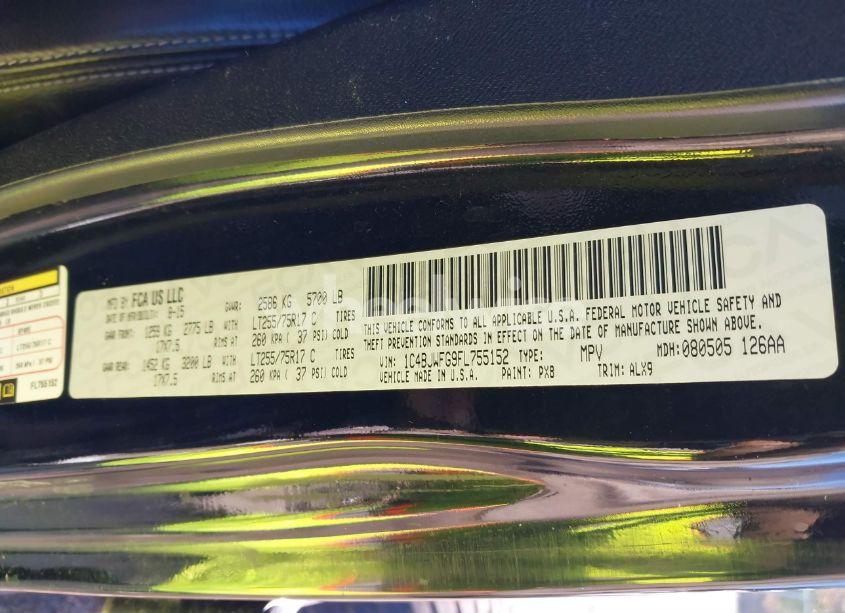 MFD BY FCA US LLC
DATE OF MFR: 8-15 GVWR: 2586 KG 5700 LB
GAWR FRONT: 1259 KG 2775 LB WITH LT255/75R17 C TIRES
17X7.5 RIMS AT 260 KPA ( 37 PSI) COLD
GAWR REAR: 1452 KG 3200 LB WITH LT255/75R17 C TIRES
17X7.5 RIMS AT 260 KPA ( 37 PSI) COLD
THIS VEHICLE CONFORMS TO ALL APPLICABLE U.S.A. FEDERAL MOTOR VEHICLE SAFETY AND
THEFT PREVENTION STANDARDS IN EFFECT ON THE DATE OF MANUFACTURE SHOWN ABOVE.
VIN: 1C4BJWFG9FL755152 TYPE: MPV MDH: 080505 126AA
VEHICLE MADE IN U.S.A. PAINT: PX8 TRIM: ALX9
FL755152